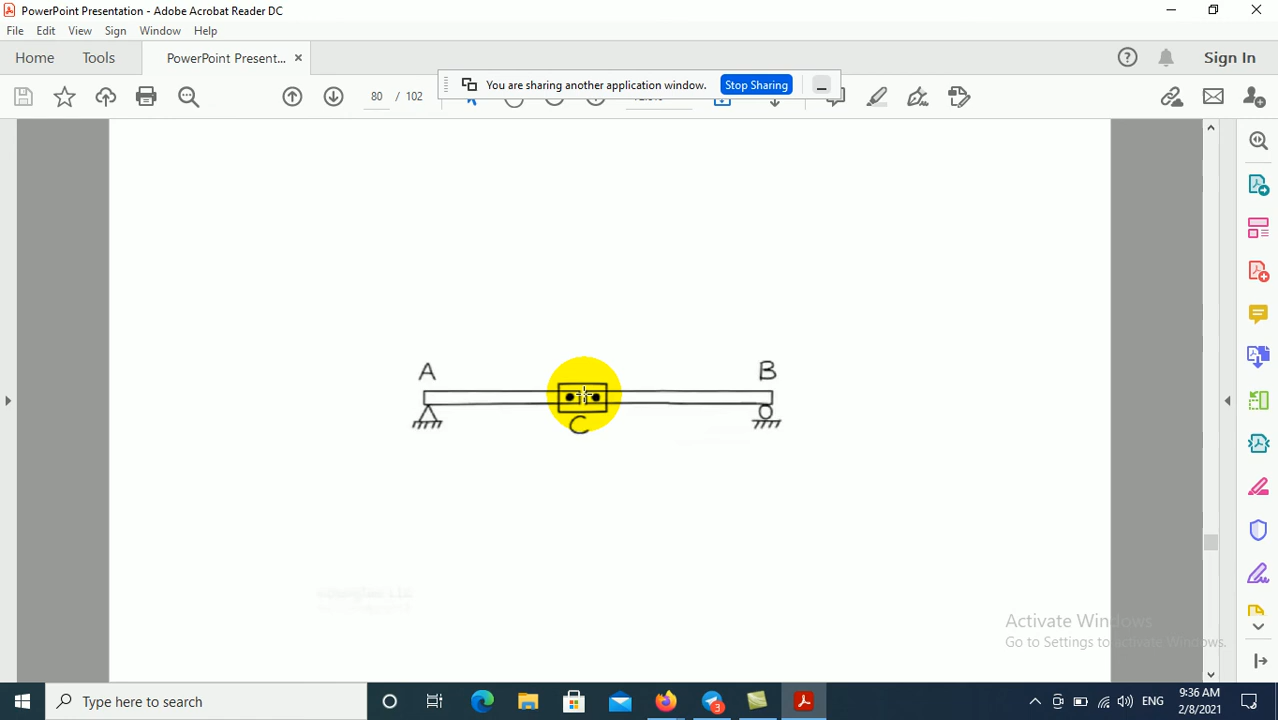 PowerPoint Presentation - Adobe Acrobat Reader DC
File Edit View Sign Window Help
Home Tools PowerPoint Present... Sign In
You are sharing another application window. Stop Sharing
80 / 102
A B
C
Activate Windows
Go to Settings to activate Windows.
Type here to search
3
ENG
9:36 AM
2/8/2021